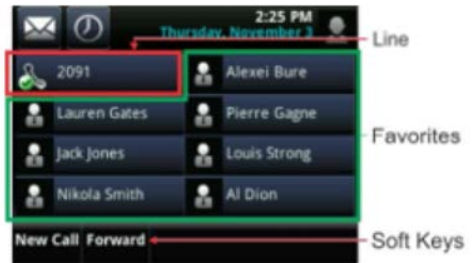 2:25 PM
Thursday, November 3
Line
2091
Alexei Bure
Lauren Gates
Pierre Gagne
Favorites
Jack Jones
Louis Strong
Nikola Smith
Al Dion
New Call Forward
Soft Keys